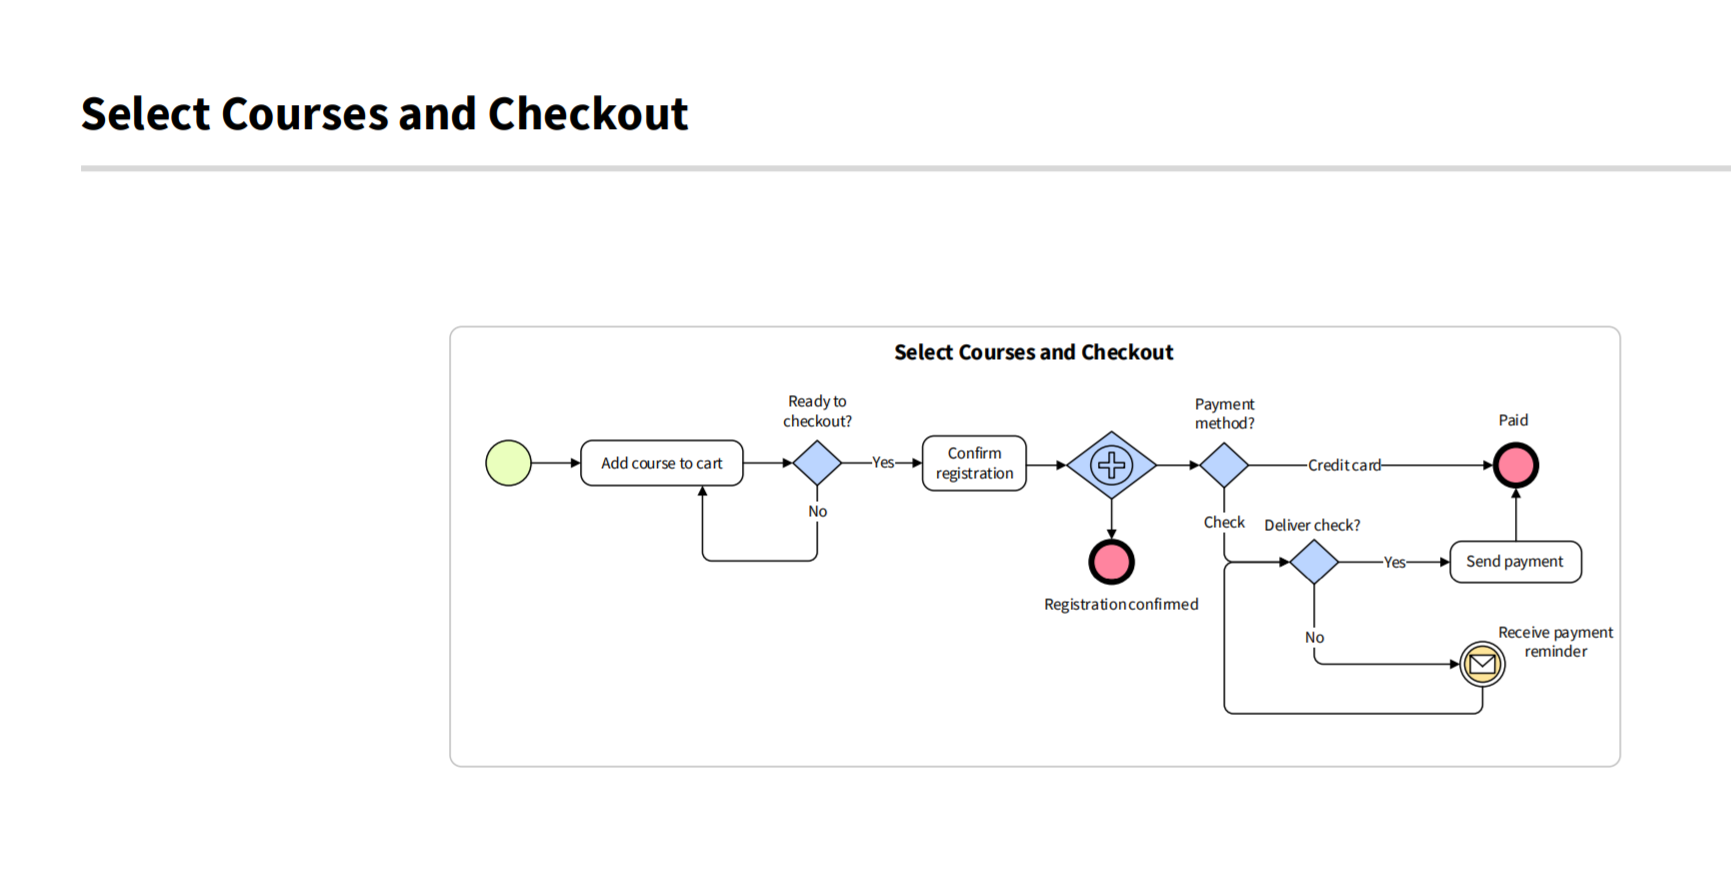 Select Courses and Checkout
Select Courses and Checkout
Ready to
checkout?
Payment
method?
Paid
Add course to cart
Yes
Confirm
registration
Credit card
No
Check
Deliver check?
Yes
Send payment
Registration confirmed
No
Receive payment
reminder